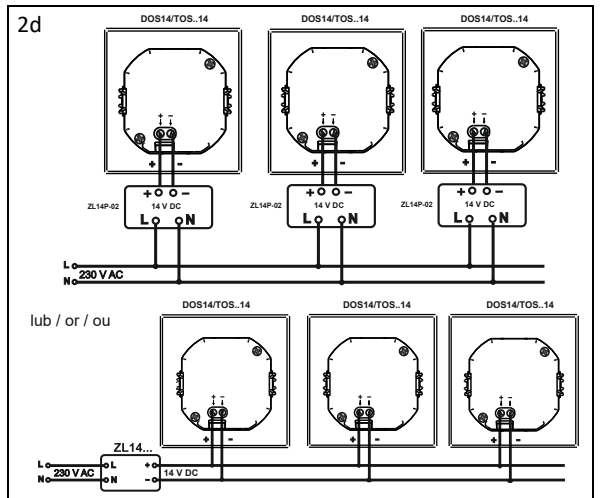 2d
DOS14/TOS..14 DOS14/TOS..14 DOS14/TOS..14
+ – + – + –
+ - + - + -
+ – + – + –
ZL14P-02 14 V DC ZL14P-02 14 V DC ZL14P-02 14 V DC
L N L N L N
L
230 V AC
N
lub / or / ou
DOS14/TOS..14 DOS14/TOS..14 DOS14/TOS..14
+ – + – + –
+ - + - + -
ZL14...
L L +
230 V AC 14 V DC
N N –